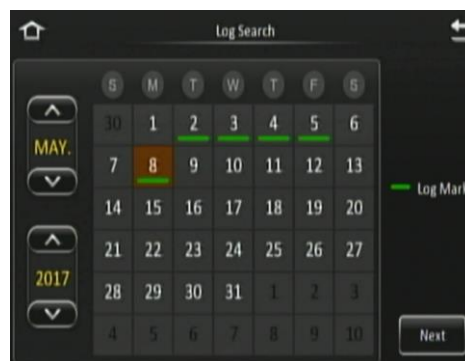 Log Search
S M T W T F S
30 1 2 3 4 5 6
MAY.
7 8 9 10 11 12 13
Log Mark
14 15 16 17 18 19 20
21 22 23 24 25 26 27
2017
28 29 30 31 1 2 3
4 5 6 7 8 9 10
Next